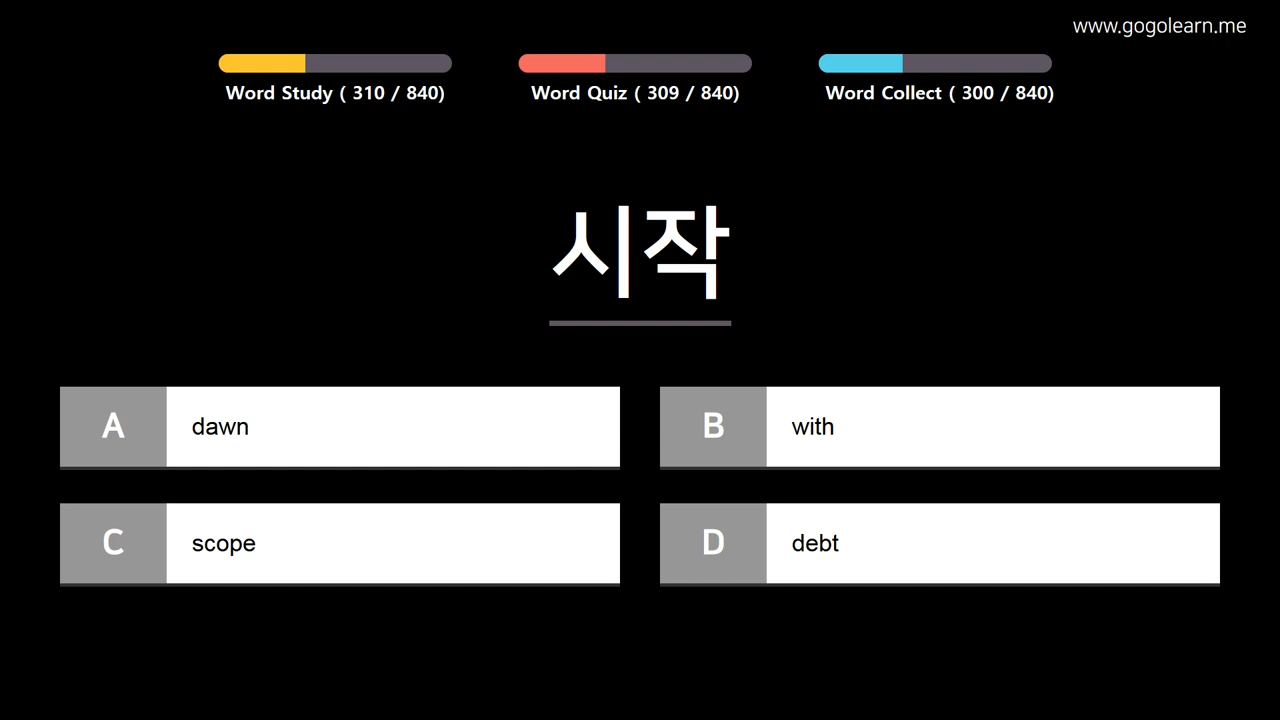 www.gogolearn.me
Word Study ( 310 / 840)
Word Quiz ( 309 / 840)
Word Collect ( 300 / 840)
시작
A dawn
B with
C scope
D debt